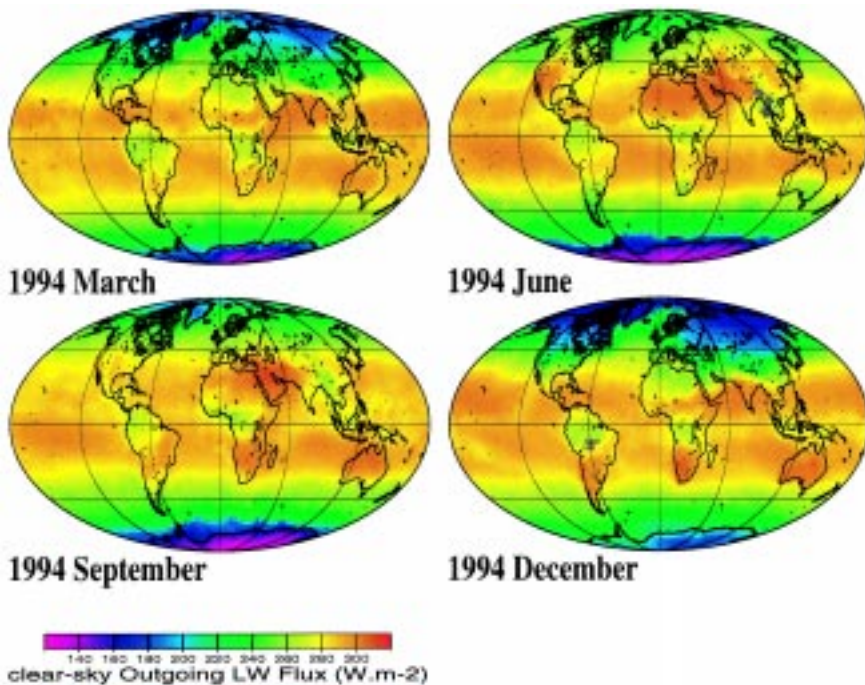 1994 March
1994 June
1994 September
1994 December
140 160 180 200 220 240 260 280 300
clear-sky Outgoing LW Flux (W.m-2)